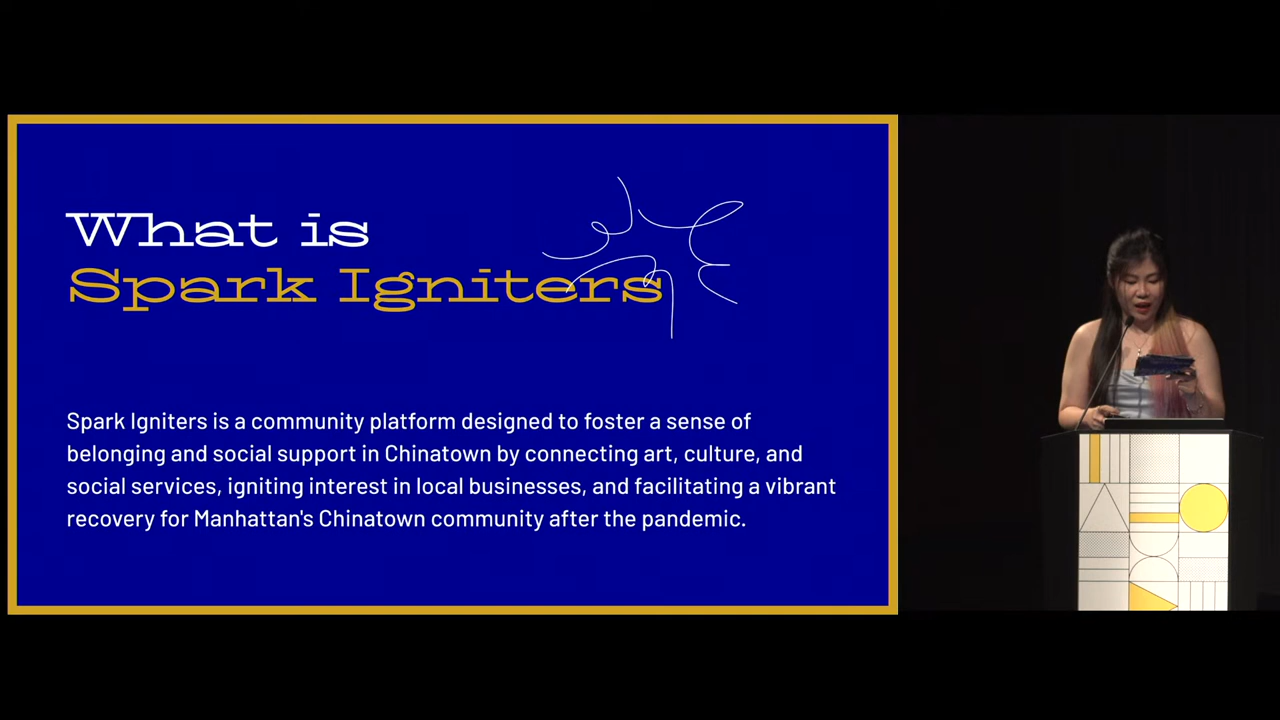 What is
Spark Igniters
Spark Igniters is a community platform designed to foster a sense of
belonging and social support in Chinatown by connecting art, culture, and
social services, igniting interest in local businesses, and facilitating a vibrant
recovery for Manhattan's Chinatown community after the pandemic.